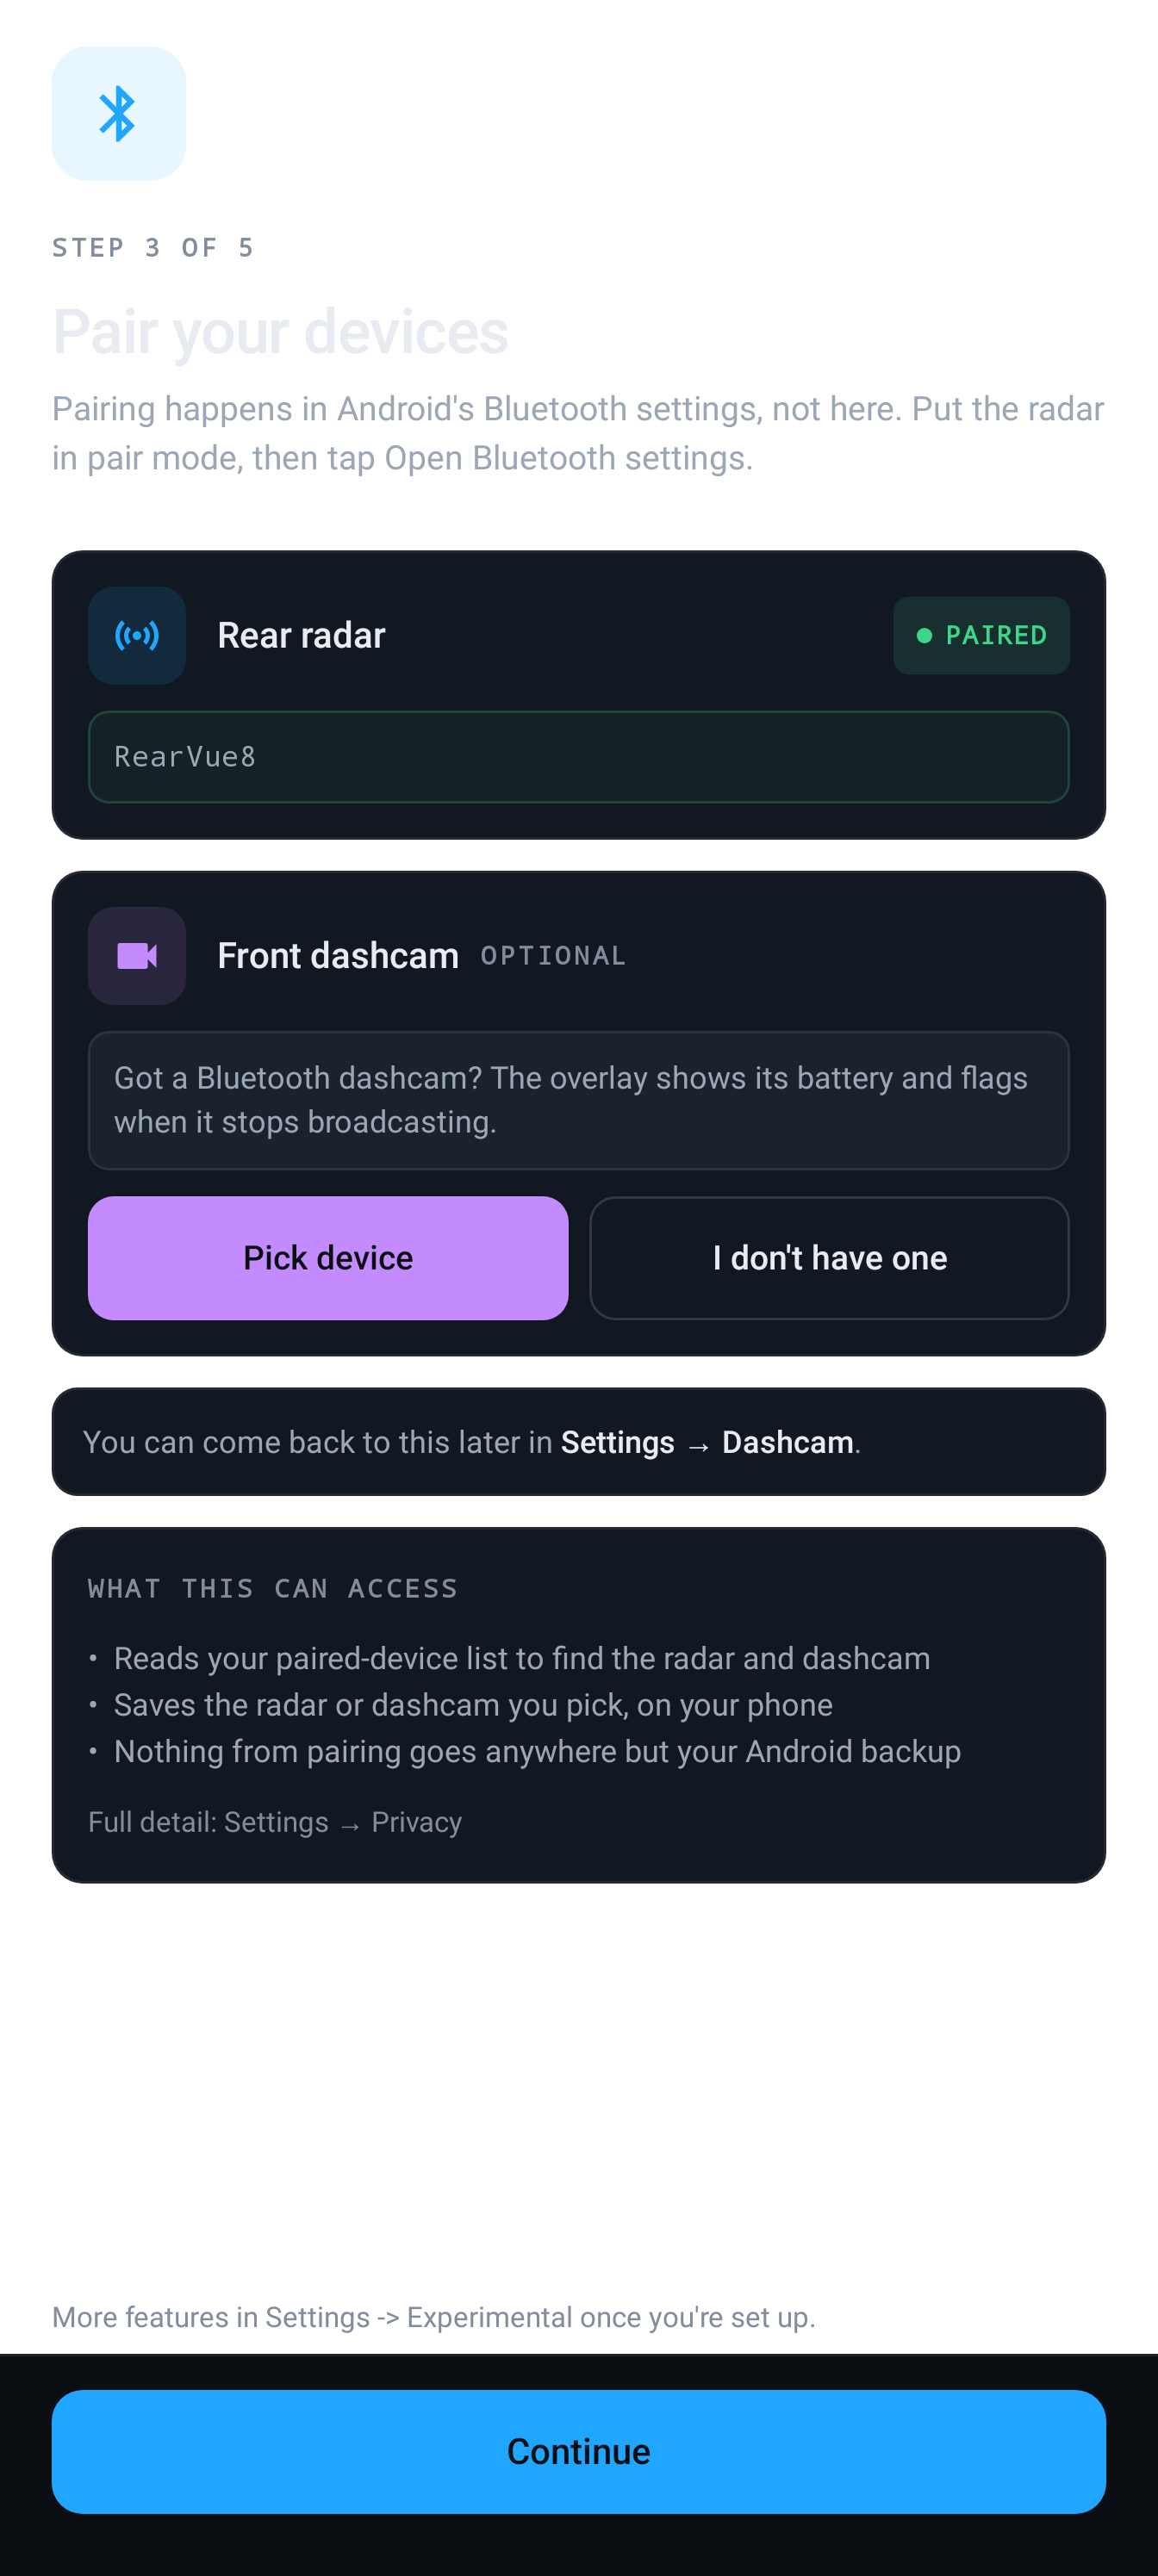 STEP 3 OF 5
Pair your devices
Pairing happens in Android's Bluetooth settings, not here. Put the radar
in pair mode, then tap Open Bluetooth settings.
Rear radar
PAIRED
RearVue8
Front dashcam OPTIONAL
Got a Bluetooth dashcam? The overlay shows its battery and flags
when it stops broadcasting.
Pick device
I don't have one
You can come back to this later in Settings → Dashcam.
WHAT THIS CAN ACCESS
• Reads your paired-device list to find the radar and dashcam
• Saves the radar or dashcam you pick, on your phone
• Nothing from pairing goes anywhere but your Android backup
Full detail: Settings → Privacy
More features in Settings -> Experimental once you're set up.
Continue